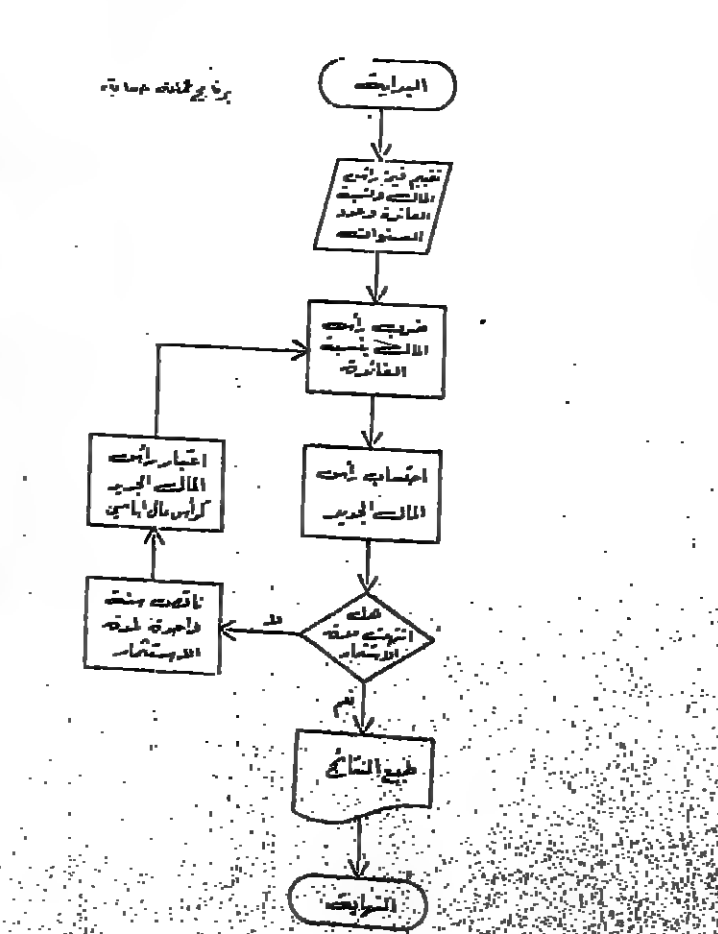 البداية
تقييم قيمة رأس
المال ونسبة
الفائدة وعدد
السنوات
ضرب رأس
المال بنسبة
الفائدة
احتساب رأس
المال الجديد
هل
انتهت مدة
الاستثمار
لا
ناقصت سنة
واحدة لمدة
الاستثمار
اعتبار رأس
المال الجديد
كرأس مال اساسي
نعم
طبع النتائج
النهاية